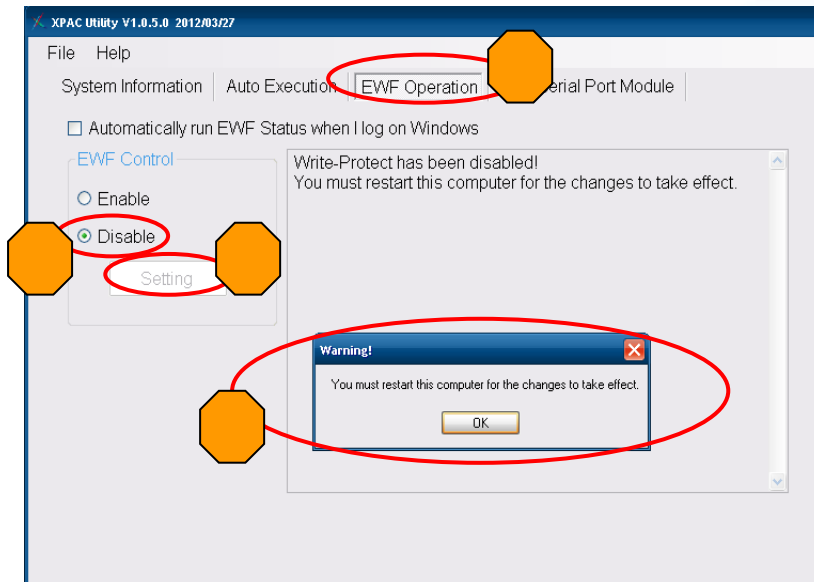 XPAC Utility V1.0.5.0 2012/03/27
File Help
System Information Auto Execution EWF Operation Port Module
Automatically run EWF Status when I log on Windows
EWF Control
Enable
Disable
Setting
Write-Protect has been disabled!
You must restart this computer for the changes to take effect.
Warning!
You must restart this computer for the changes to take effect.
OK